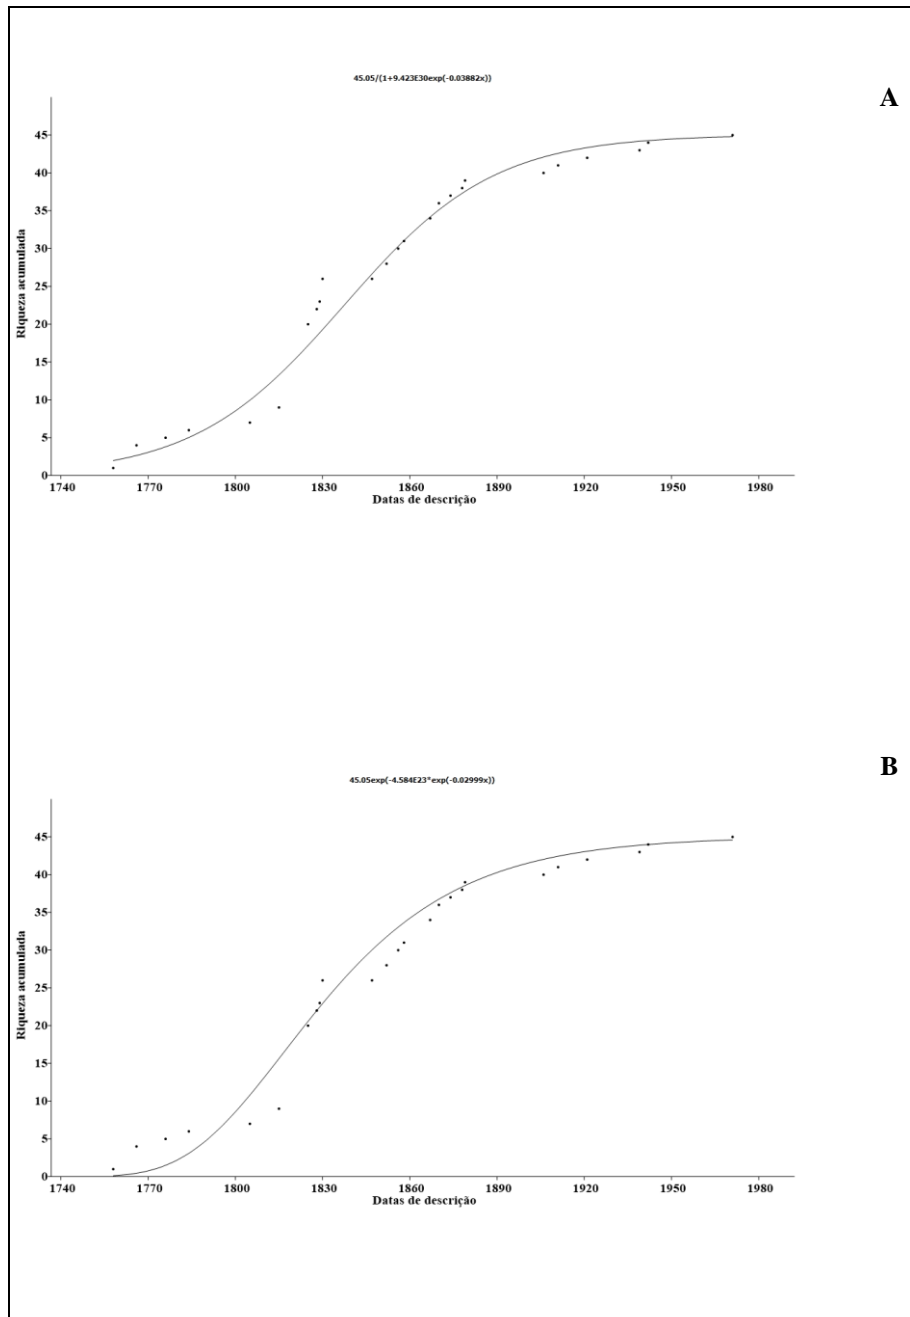 45.05/(1+9.423E30exp(-0.03882x))
A
45
40
35
30
25
20
15
10
5
0
Riqueza acumulada
1740 1770 1800 1830 1860 1890 1920 1950 1980
Datas de descrição
B
45.05exp(-4.584E23*exp(-0.02999x))
45
40
35
30
25
20
15
10
5
0
Riqueza acumulada
1740 1770 1800 1830 1860 1890 1920 1950 1980
Datas de descrição